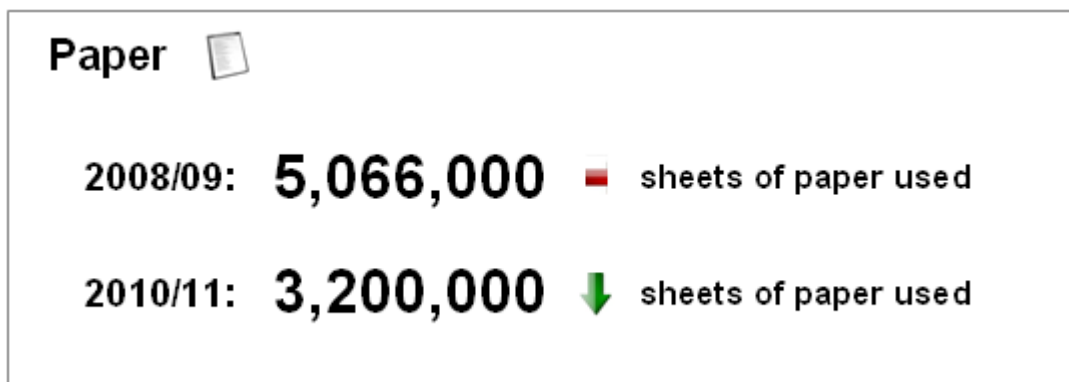 Paper
2008/09: 5,066,000 sheets of paper used
2010/11: 3,200,000 sheets of paper used